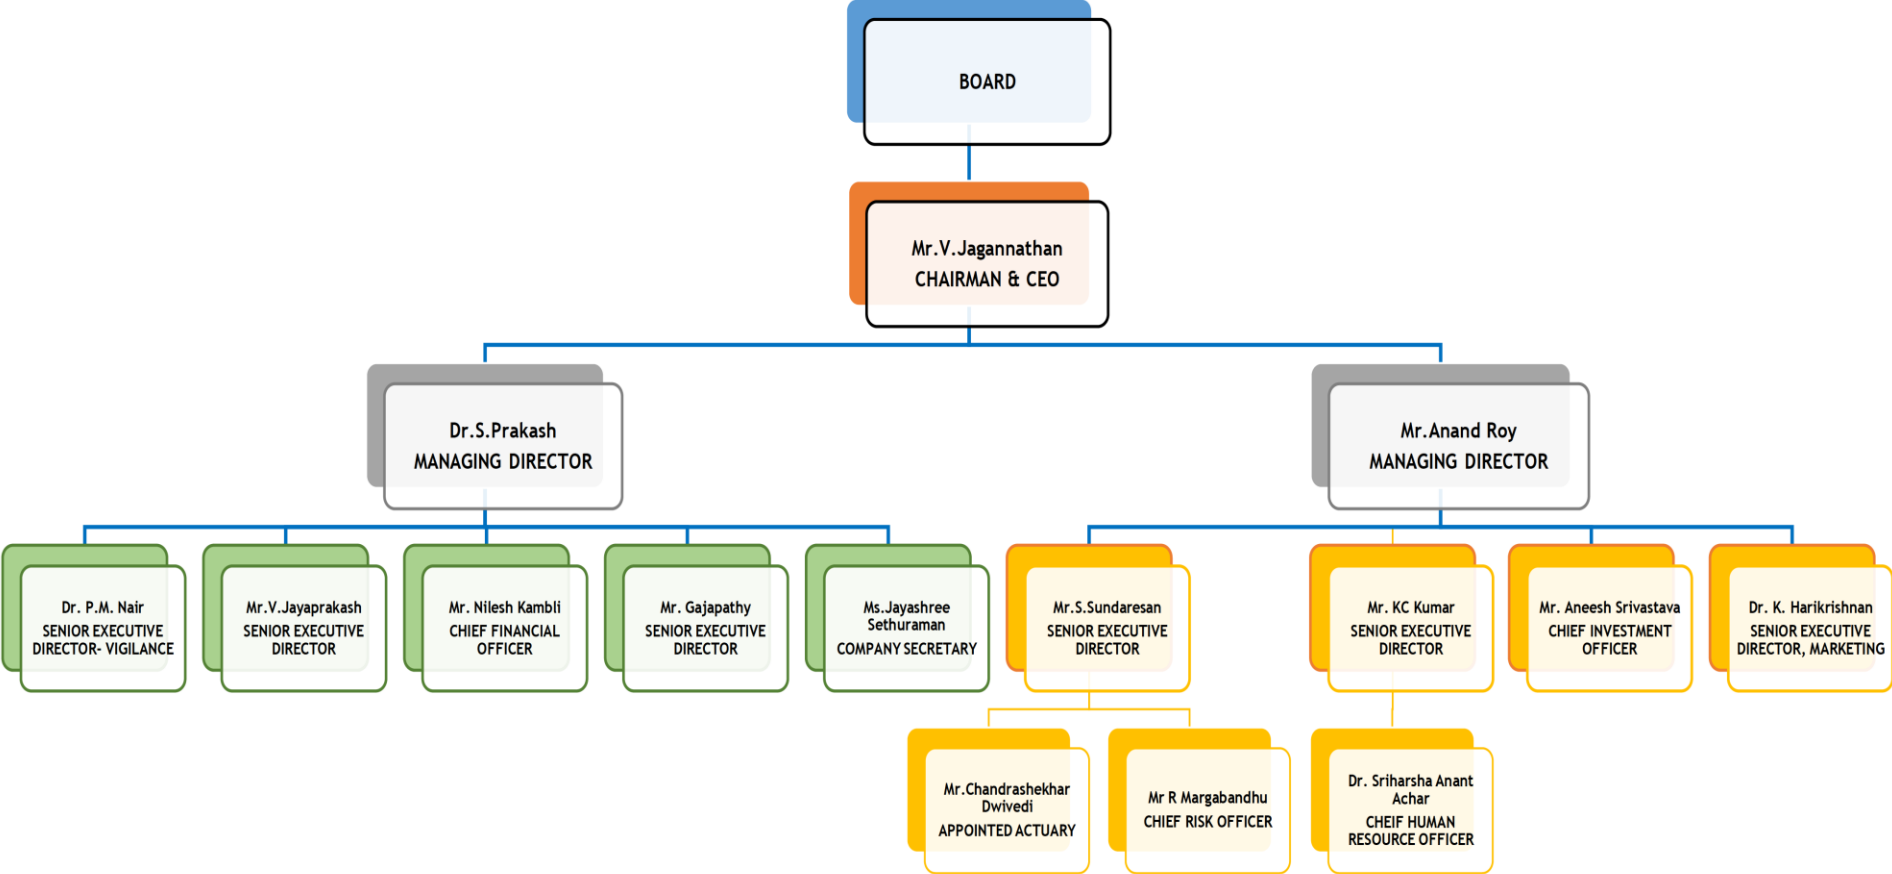 BOARD
Mr.V.Jagannathan
CHAIRMAN & CEO
Dr.S.Prakash
MANAGING DIRECTOR
Mr.Anand Roy
MANAGING DIRECTOR
Dr. P.M. Nair
SENIOR EXECUTIVE
DIRECTOR- VIGILANCE
Mr.V.Jayaprakash
SENIOR EXECUTIVE
DIRECTOR
Mr. Nilesh Kambli
CHIEF FINANCIAL
OFFICER
Mr. Gajapathy
SENIOR EXECUTIVE
DIRECTOR
Ms.Jayashree
Sethuraman
COMPANY SECRETARY
Mr.S.Sundaresan
SENIOR EXECUTIVE
DIRECTOR
Mr. KC Kumar
SENIOR EXECUTIVE
DIRECTOR
Mr. Aneesh Srivastava
CHIEF INVESTMENT
OFFICER
Dr. K. Harikrishnan
SENIOR EXECUTIVE
DIRECTOR, MARKETING
Mr.Chandrashekhar
Dwivedi
APPOINTED ACTUARY
Mr R Margabandhu
CHIEF RISK OFFICER
Dr. Sriharsha Anant
Achar
CHEIF HUMAN
RESOURCE OFFICER